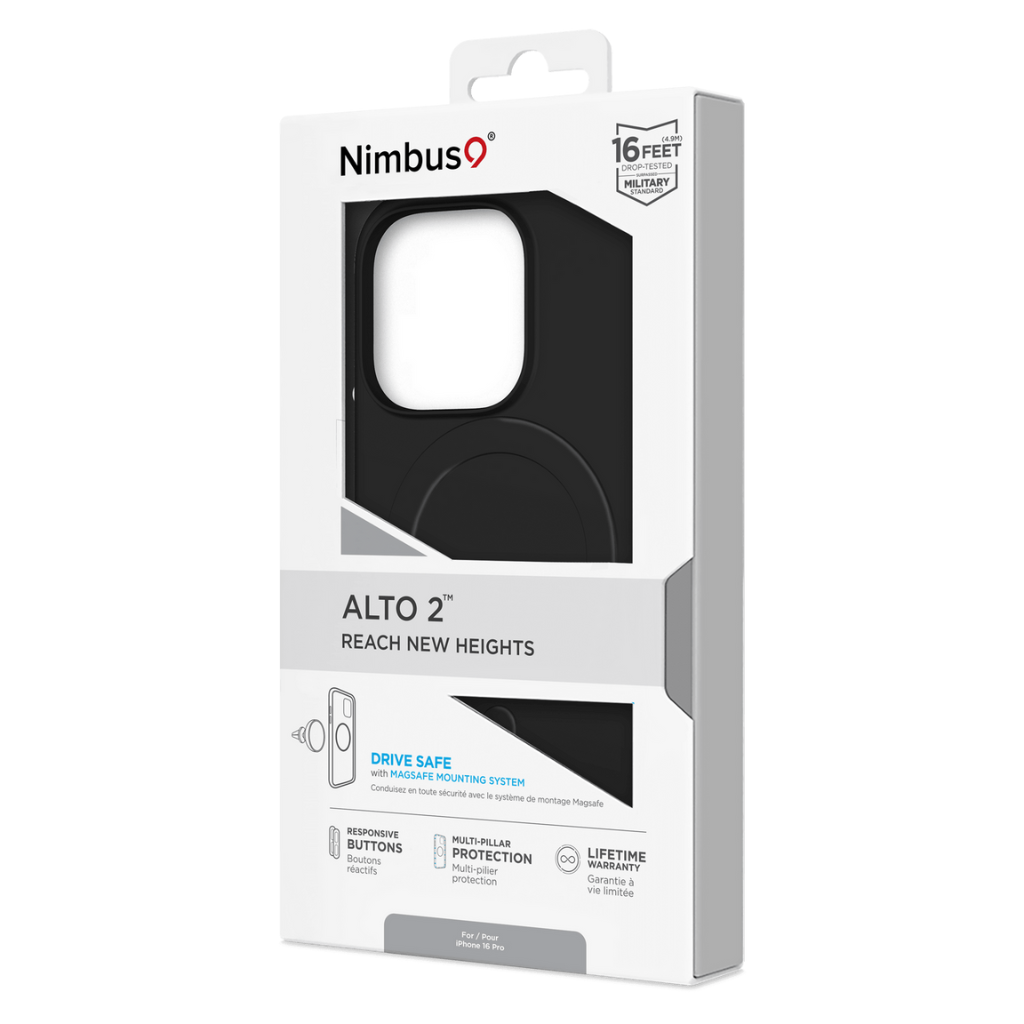 Nimbus9®
(4.9M)
16 FEET
DROP-TESTED
SURPASSES
MILITARY
STANDARD
ALTO 2™
REACH NEW HEIGHTS
DRIVE SAFE
with MAGSAFE MOUNTING SYSTEM
Conduisez en toute sécurité avec le système de montage Magsafe
RESPONSIVE
BUTTONS
Boutons
réactifs
MULTI-PILLAR
PROTECTION
Multi-pilier
protection
LIFETIME
WARRANTY
Garantie à
vie limitée
For / Pour
iPhone 16 Pro